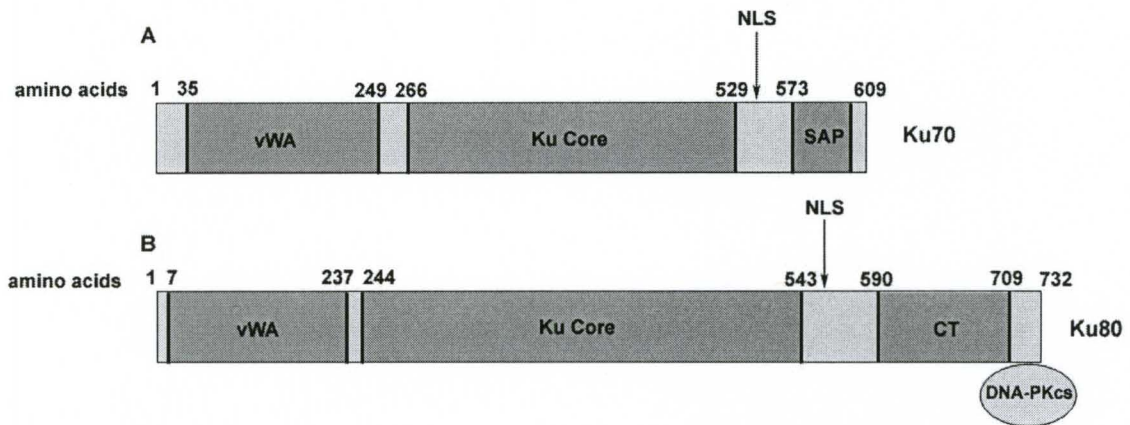 A
NLS
amino acids 1 35 249 266 529 573 609
vWA Ku Core SAP Ku70
B
NLS
amino acids 1 7 237 244 543 590 709 732
vWA Ku Core CT Ku80
DNA-PKcs